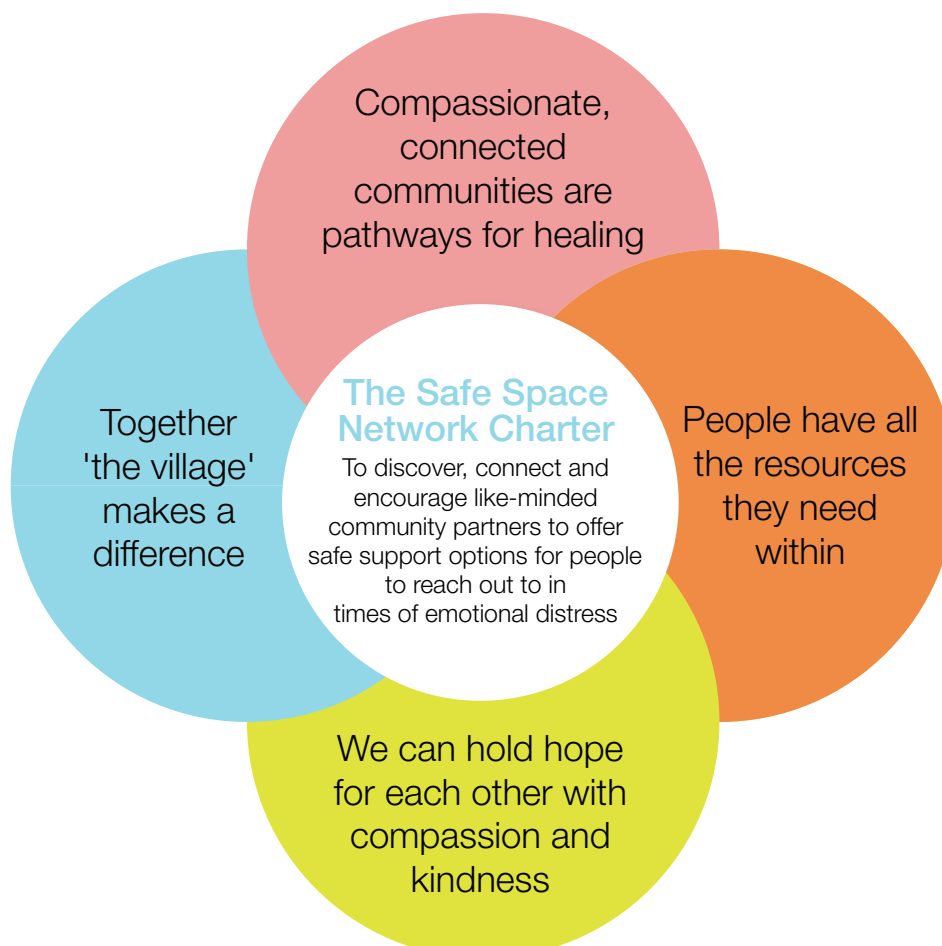 Compassionate,
connected
communities are
pathways for healing
Together
'the village'
makes a
difference
The Safe Space
Network Charter
To discover, connect and
encourage like-minded
community partners to offer
safe support options for people
to reach out to in
times of emotional distress
People have all
the resources
they need
within
We can hold hope
for each other with
compassion and
kindness